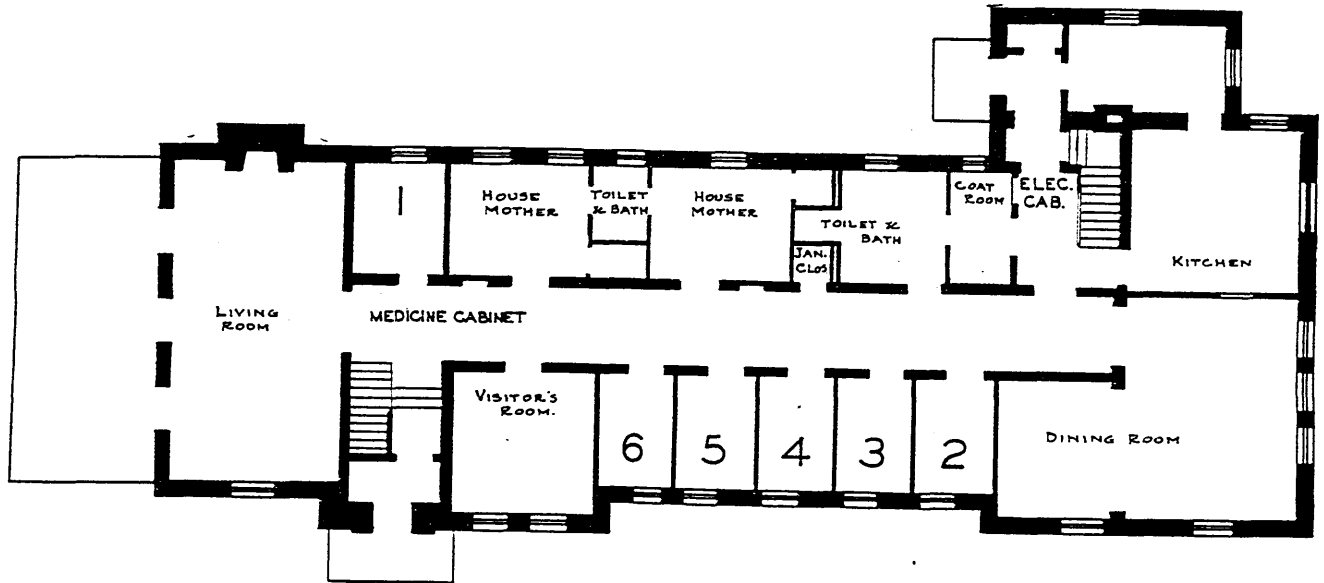 1
HOUSE
MOTHER
TOILET
& BATH
HOUSE
MOTHER
TOILET &
BATH
JAN.
CLOS
COAT
ROOM
ELEC.
CAB.
KITCHEN
LIVING
ROOM
MEDICINE CABINET
VISITOR'S
ROOM.
6
5
4
3
2
DINING ROOM